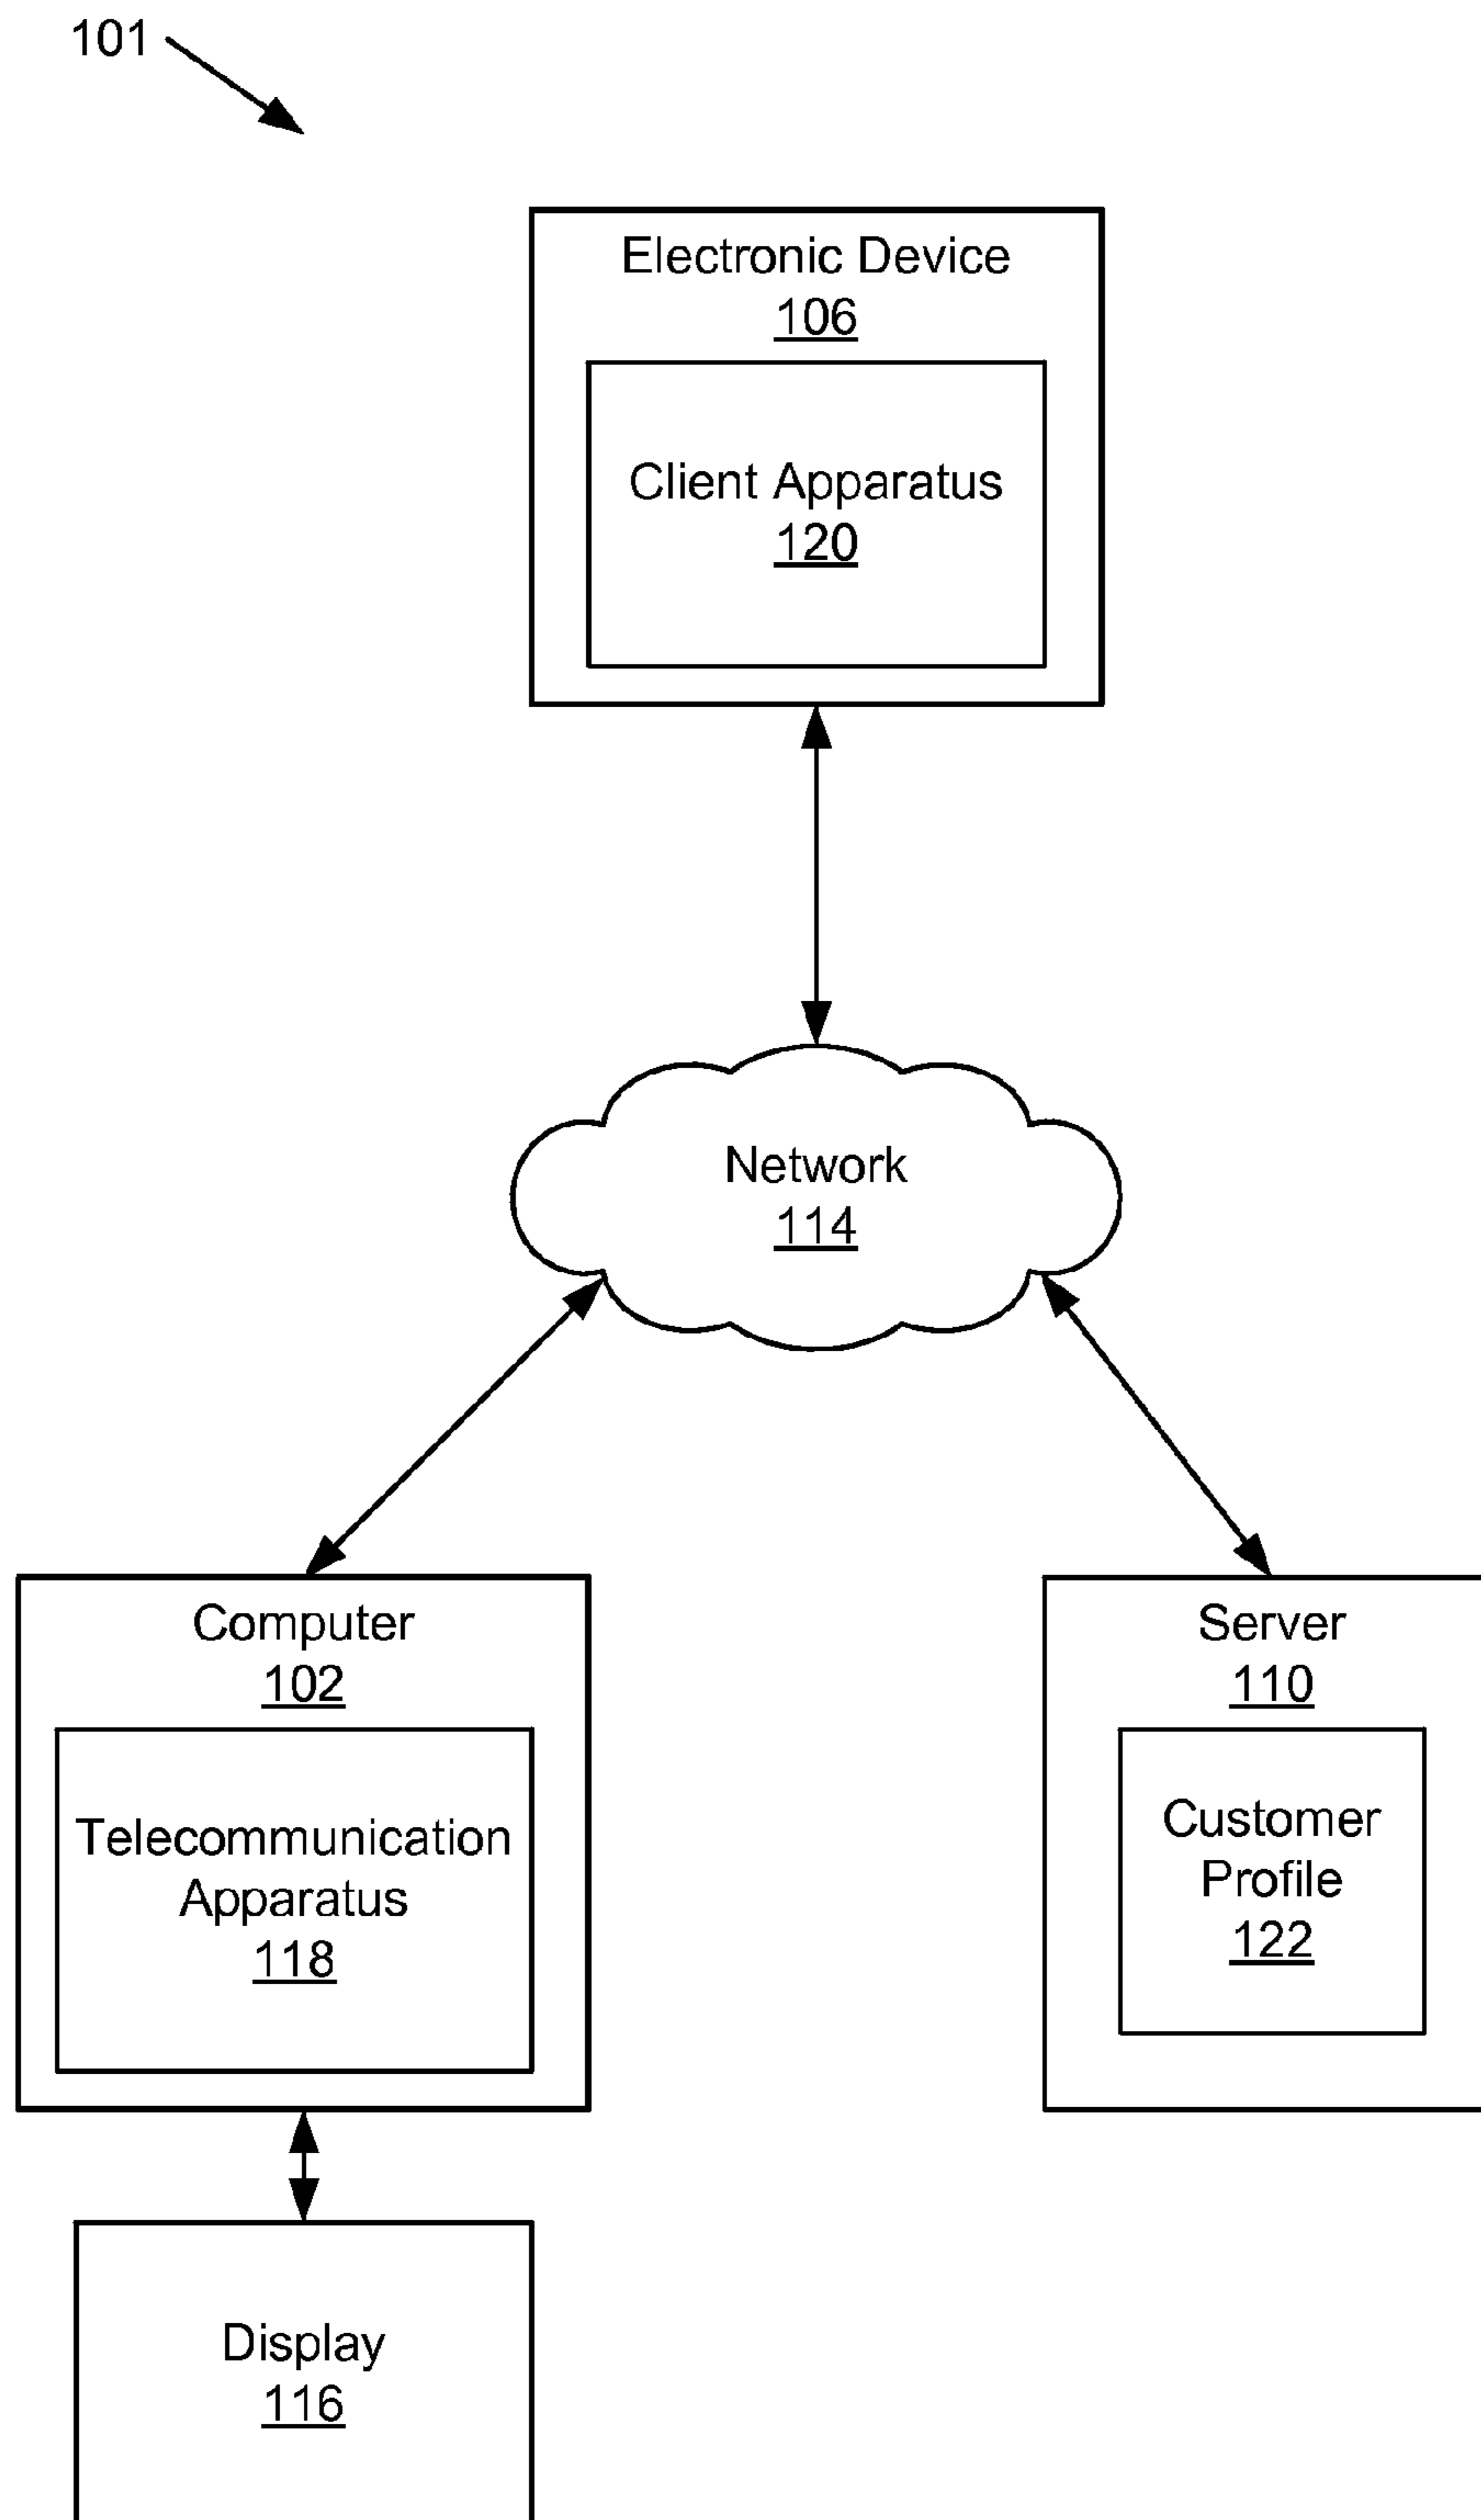 101
Electronic Device
106
Client Apparatus
120
Network
114
Computer
102
Telecommunication
Apparatus
118
Server
110
Customer
Profile
122
Display
116